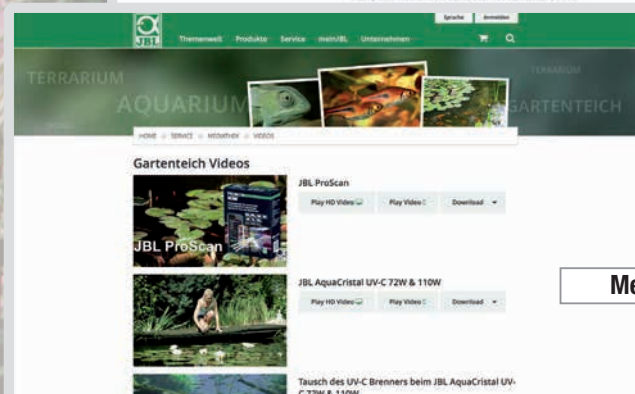 Sprache Anmelden
JBL
Themenwelt Produkte Service meinJBL Unternehmen
TERRARIUM
TERRARIUM
AQUARIUM
GARTENTEICH
HOME SERVICE MEDIATHEK VIDEOS
Gartenteich Videos
JBL ProScan
Play HD Video Play Video Download
JBL ProScan
JBL AquaCristal UV-C 72W & 110W
Play HD Video Play Video Download
Me
Tausch des UV-C Brenners beim JBL AquaCristal UV-
C 72W & 110W